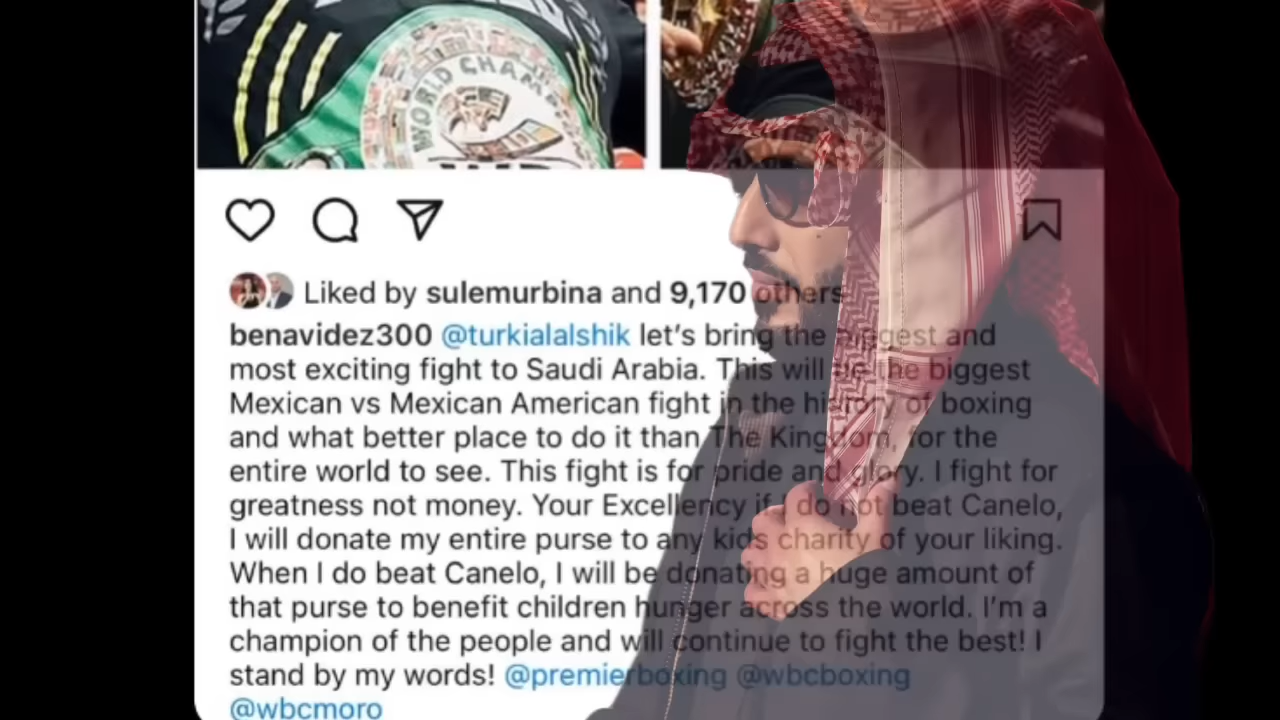 WORLD CHAMP
Liked by sulemurbina and 9,170 others
benavidez300 @turkialalshik let's bring the biggest and
most exciting fight to Saudi Arabia. This will be the biggest
Mexican vs Mexican American fight in the history of boxing
and what better place to do it than The Kingdom, for the
entire world to see. This fight is for pride and glory. I fight for
greatness not money. Your Excellency if I do not beat Canelo,
I will donate my entire purse to any kids charity of your liking.
When I do beat Canelo, I will be donating a huge amount of
that purse to benefit children hunger across the world. I'm a
champion of the people and will continue to fight the best! I
stand by my words! @premierboxing @wbcboxing
@wbcmoro